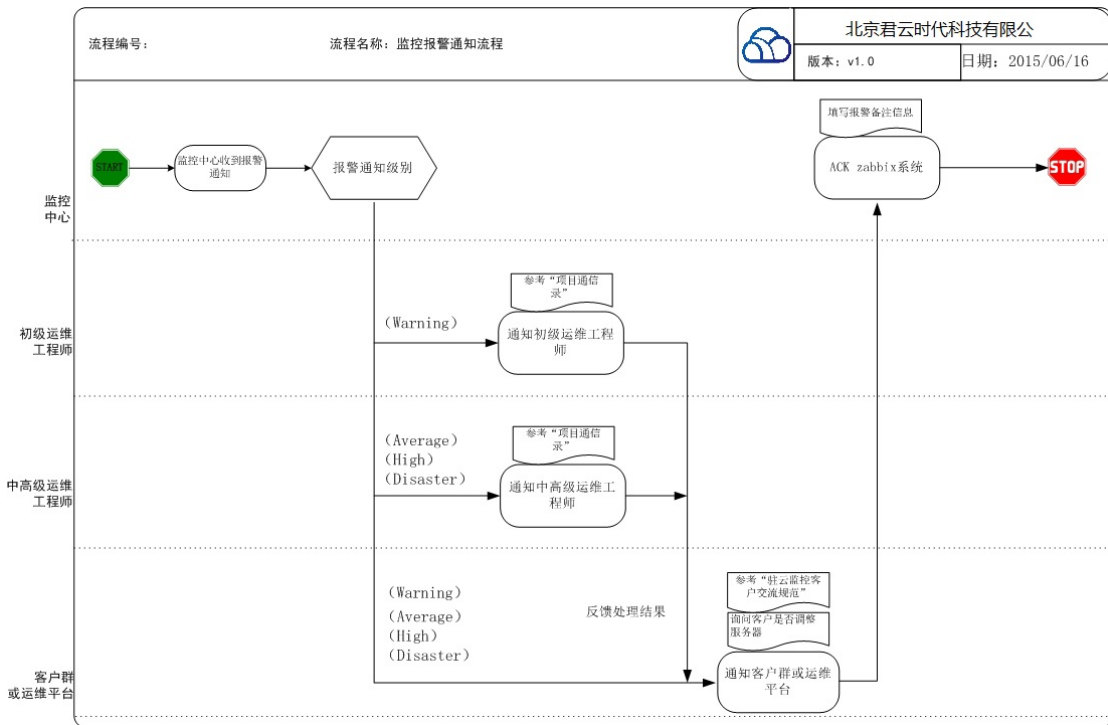 流程编号：
流程名称：监控报警通知流程
北京君云时代科技有限公
版本：v1.0
日期：2015/06/16
填写报警备注信息
START
监控中心收到报警
通知
报警通知级别
ACK zabbix系统
STOP
监控
中心
参考“项目通信
录”
初级运维
工程师
（Warning）
通知初级运维工程
师
参考“项目通信
录”
（Average）
（High）
（Disaster）
中高级运维
工程师
通知中高级运维工
程师
参考“驻云监控客
户交流规范”
（Warning）
（Average）
（High）
（Disaster）
反馈处理结果
询问客户是否调整
服务器
客户群
或运维平台
通知客户群或运维
平台